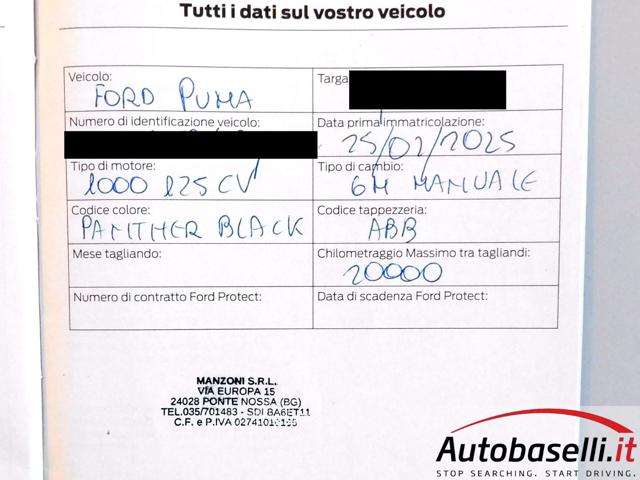 Tutti i dati sul vostro veicolo
Veicolo: Targa
FORD PUMA
Numero di identificazione veicolo: Data prima immatricolazione:
25/02/2025
Tipo di motore: Tipo di cambio:
1000 125 CV 6M MANUALE
Codice colore: Codice tappezzeria:
PANTHER BLACK ABB
Mese tagliando: Chilometraggio Massimo tra tagliandi:
20000
Numero di contratto Ford Protect: Data di scadenza Ford Protect:
MANZONI S.R.L.
VIA EUROPA 15
24028 PONTE NOSSA (BG)
TEL.035/701483 - SDI BA6ET11
C.F. e P.IVA
Autobaselli.it
STOP SEARCHING. START DRIVING.